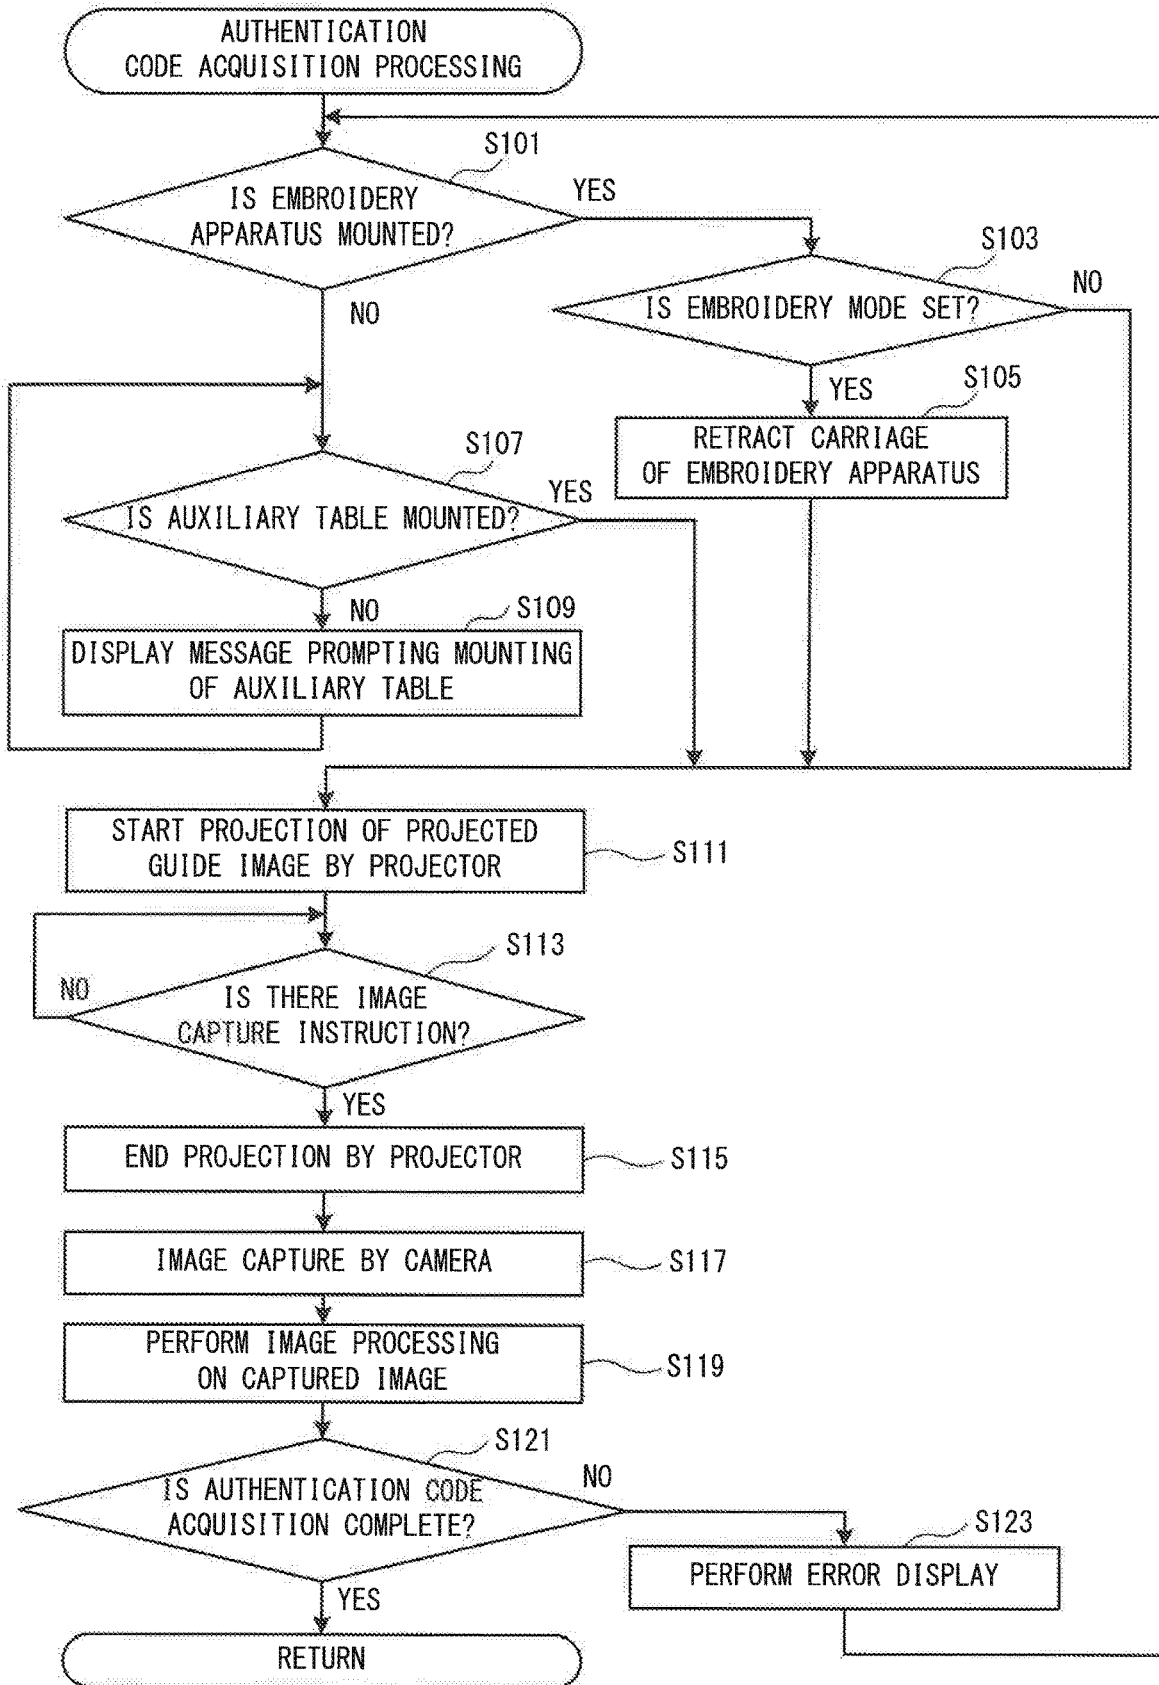 AUTHENTICATION
CODE ACQUISITION PROCESSING
S101
IS EMBROIDERY
APPARATUS MOUNTED?
YES
NO
S103
IS EMBROIDERY MODE SET?
NO
YES
S105
RETRACT CARRIAGE
OF EMBROIDERY APPARATUS
S107
IS AUXILIARY TABLE MOUNTED?
YES
NO
S109
DISPLAY MESSAGE PROMPTING MOUNTING
OF AUXILIARY TABLE
START PROJECTION OF PROJECTED
GUIDE IMAGE BY PROJECTOR
S111
S113
IS THERE IMAGE
CAPTURE INSTRUCTION?
NO
YES
END PROJECTION BY PROJECTOR
S115
IMAGE CAPTURE BY CAMERA
S117
PERFORM IMAGE PROCESSING
ON CAPTURED IMAGE
S119
S121
IS AUTHENTICATION CODE
ACQUISITION COMPLETE?
NO
YES
S123
PERFORM ERROR DISPLAY
RETURN